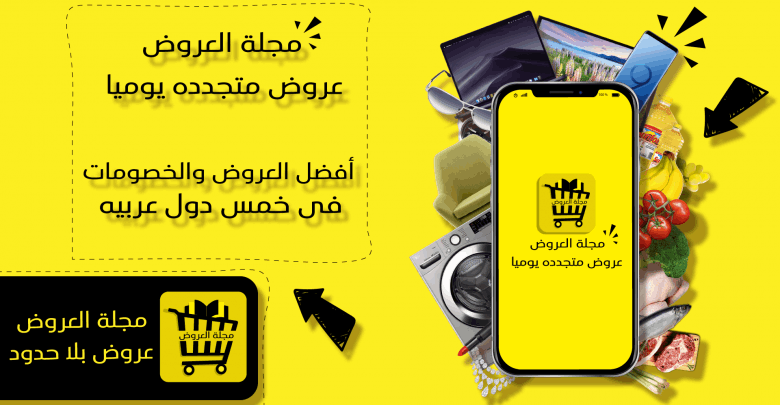 مجلة العروض
عروض متجدده يوميا
أفضل العروض والخصومات
فى خمس دول عربيه
مجلة العروض
مجلة العروض
عروض متجدده يوميا
مجلة العروض
عروض بلا حدود
مجلة العروض